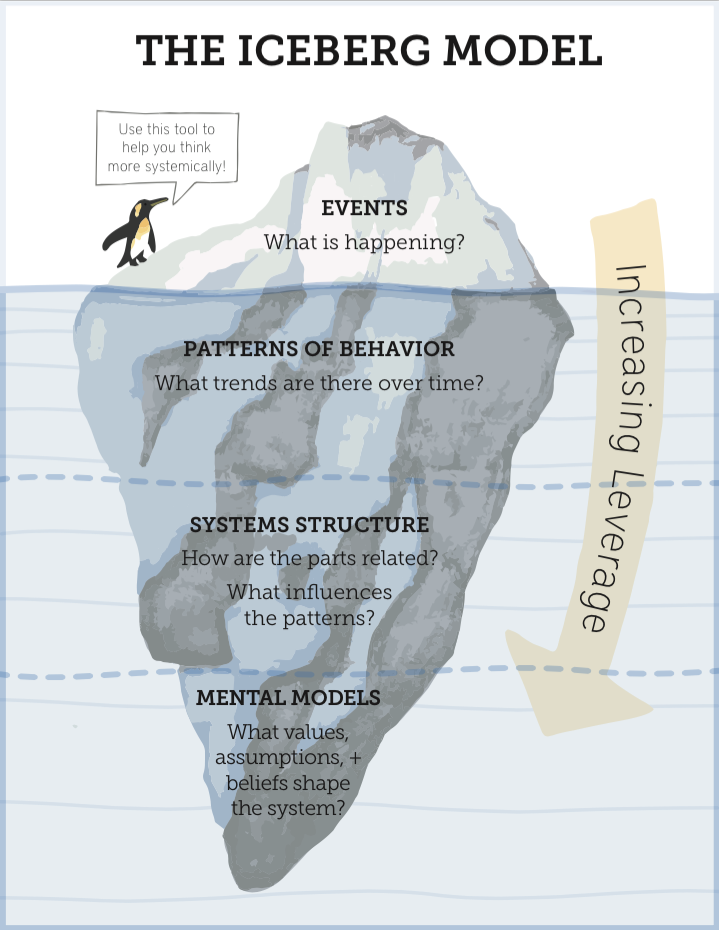 THE ICEBERG MODEL
Use this tool to
help you think
more systemically!
EVENTS
What is happening?
PATTERNS OF BEHAVIOR
What trends are there over time?
SYSTEMS STRUCTURE
How are the parts related?
What influences
the patterns?
MENTAL MODELS
What values,
assumptions, +
beliefs shape
the system?
Increasing Leverage